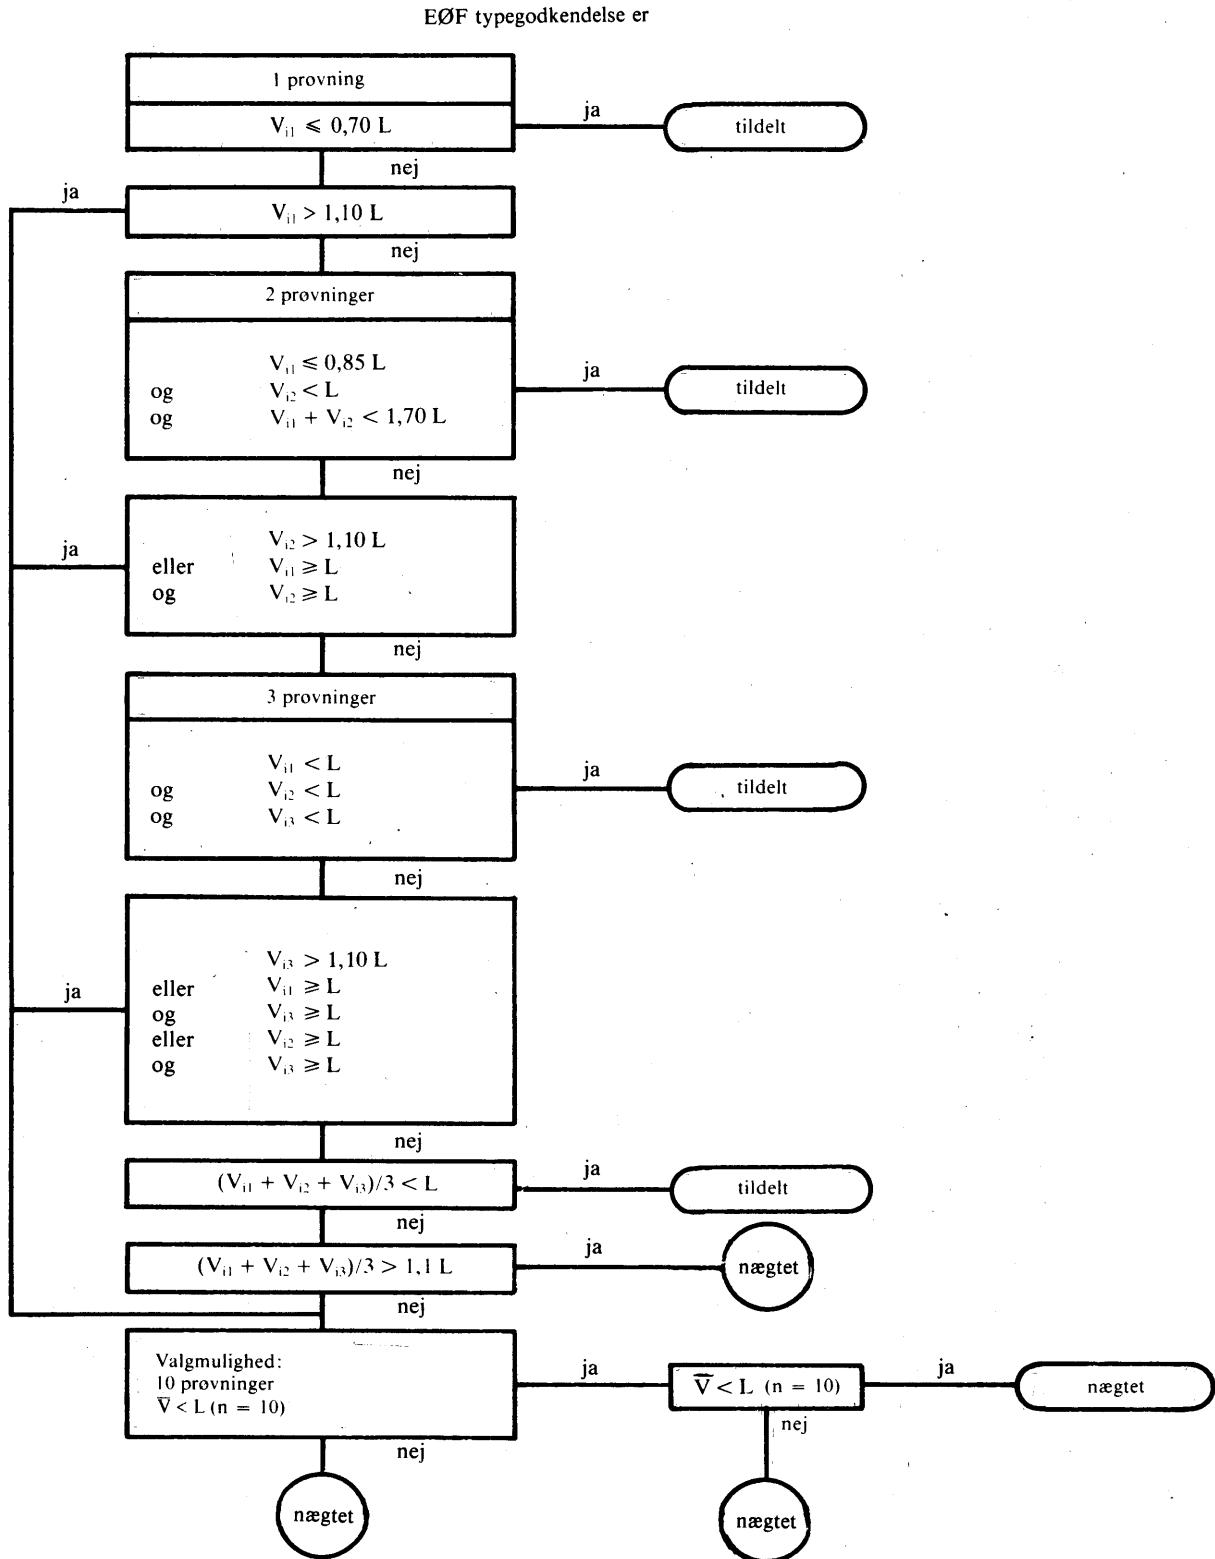 EØF typegodkendelse er
1 prøvning
V_i1 ⩽ 0,70 L
ja
tildelt
nej
ja
V_i1 > 1,10 L
nej
2 prøvninger
V_i1 ⩽ 0,85 L
og V_i2 < L
og V_i1 + V_i2 < 1,70 L
ja
tildelt
nej
ja
V_i2 > 1,10 L
eller V_i1 ⩾ L
og V_i2 ⩾ L
nej
3 prøvninger
V_i1 < L
og V_i2 < L
og V_i3 < L
ja
tildelt
nej
ja
V_i3 > 1,10 L
eller V_i1 ⩾ L
og V_i3 ⩾ L
eller V_i2 ⩾ L
og V_i3 ⩾ L
nej
(V_i1 + V_i2 + V_i3)/3 < L
ja
tildelt
nej
(V_i1 + V_i2 + V_i3)/3 > 1,1 L
ja
nægtet
nej
Valgmulighed:
10 prøvninger
V̅ < L (n = 10)
ja
V̅ < L (n = 10)
ja
nægtet
nej
nej
nægtet
nægtet